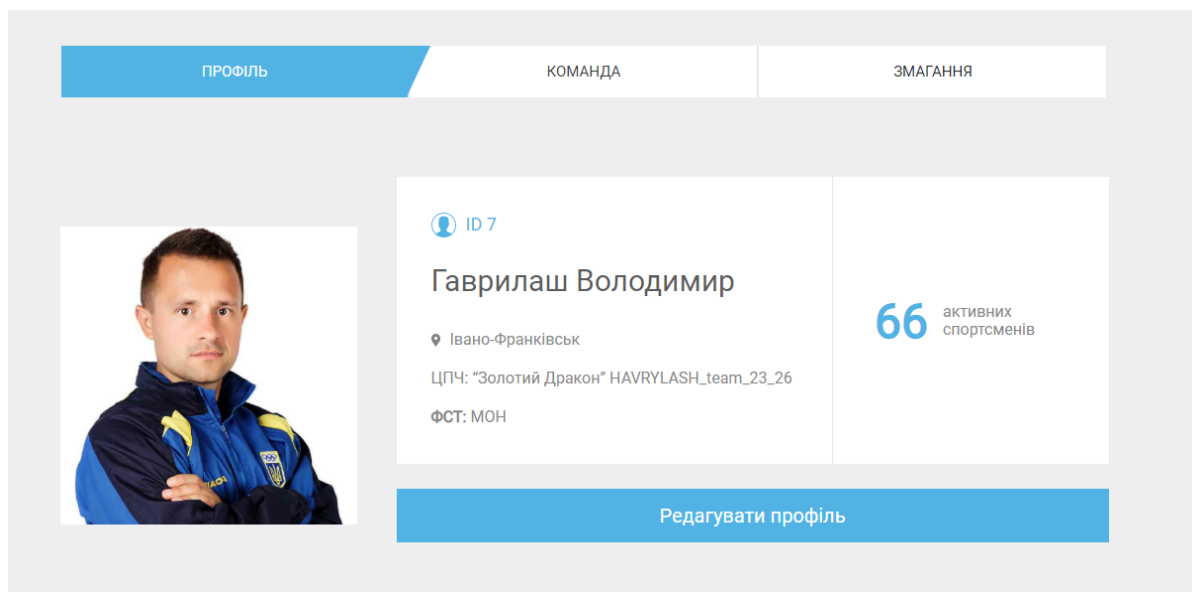 ПРОФІЛЬ
КОМАНДА
ЗМАГАННЯ
ID 7
Гаврилаш Володимир
66
активних
спортсменів
Івано-Франківськ
ЦПЧ: “Золотий Дракон” HAVRYLASH_team_23_26
ФСТ: МОН
Редагувати профіль